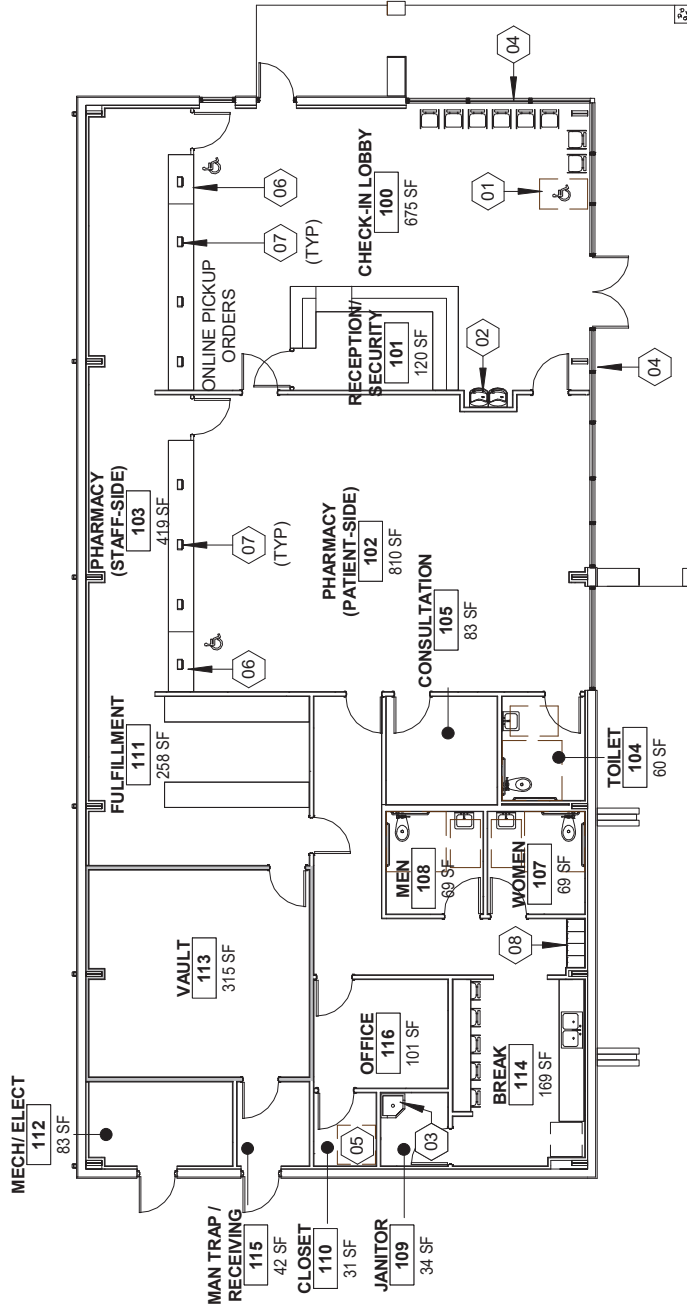 MECH/ ELECT
112
83 SF
MAN TRAP /
RECEIVING
115
42 SF
CLOSET
110
31 SF
JANITOR
109
34 SF
VAULT
113
315 SF
OFFICE
116
101 SF
BREAK
114
169 SF
05
03
08
FULFILLMENT
111
258 SF
MEN
108
69 SF
WOMEN
107
69 SF
TOILET
104
60 SF
CONSULTATION
105
83 SF
PHARMACY
(STAFF-SIDE)
103
419 SF
06
07
(TYP)
PHARMACY
(PATIENT-SIDE)
102
810 SF
ONLINE PICKUP
ORDERS
RECEPTION/
SECURITY
101
120 SF
02
04
07
(TYP)
06
CHECK-IN LOBBY
100
675 SF
01
04